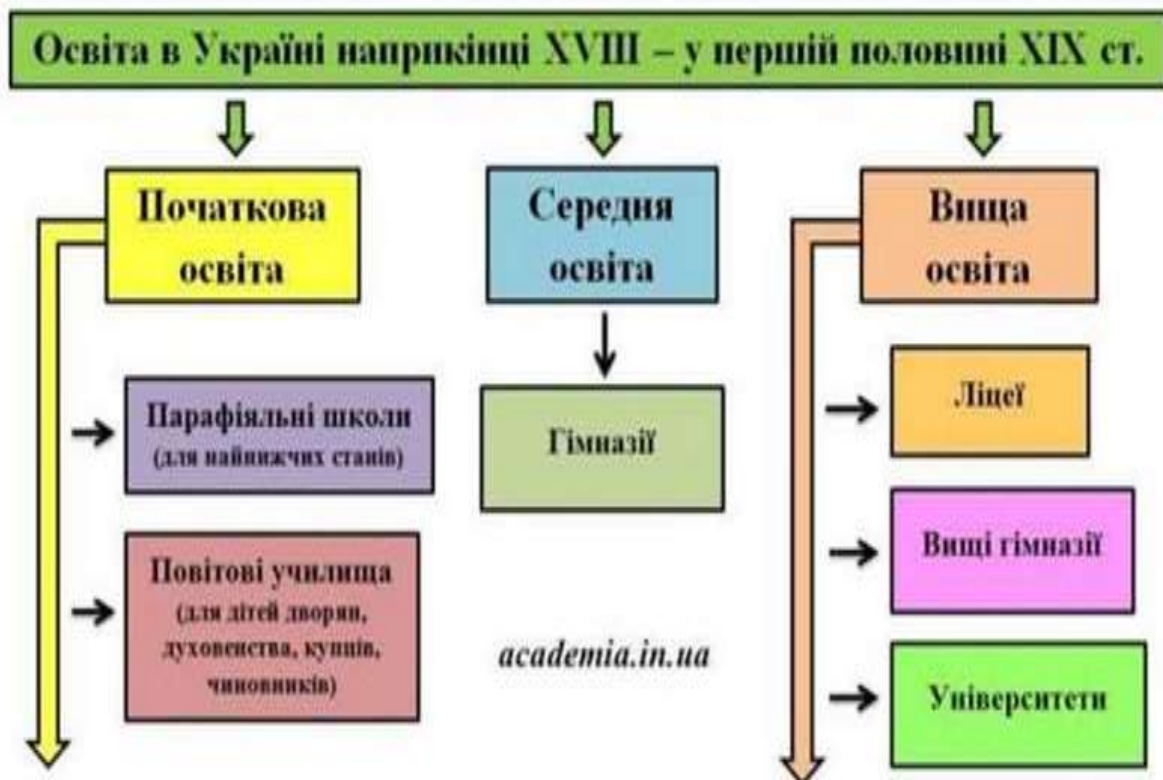 Освіта в Україні наприкінці XVIII – у першій половині XIX ст.
Початкова
освіта
Парафіяльні школи
(для найнижчих станів)
Повітові училища
(для дітей дворян,
духовенства, купців,
чиновників)
Середня
освіта
Гімназії
academia.in.ua
Вища
освіта
Ліцеї
Вищі гімназії
Університети